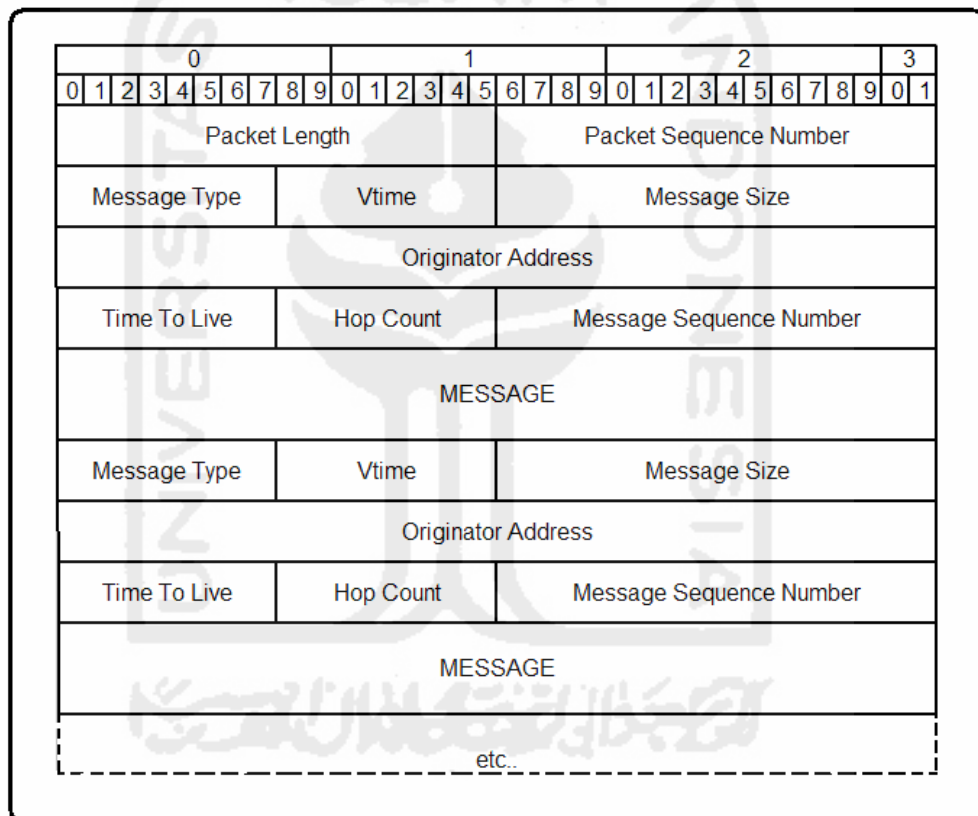 0 1 2 3
0 1 2 3 4 5 6 7 8 9 0 1 2 3 4 5 6 7 8 9 0 1 2 3 4 5 6 7 8 9 0 1
Packet Length Packet Sequence Number
Message Type Vtime Message Size
Originator Address
Time To Live Hop Count Message Sequence Number
MESSAGE
Message Type Vtime Message Size
Originator Address
Time To Live Hop Count Message Sequence Number
MESSAGE
etc..
UNIVERSITAS
INDONESIA